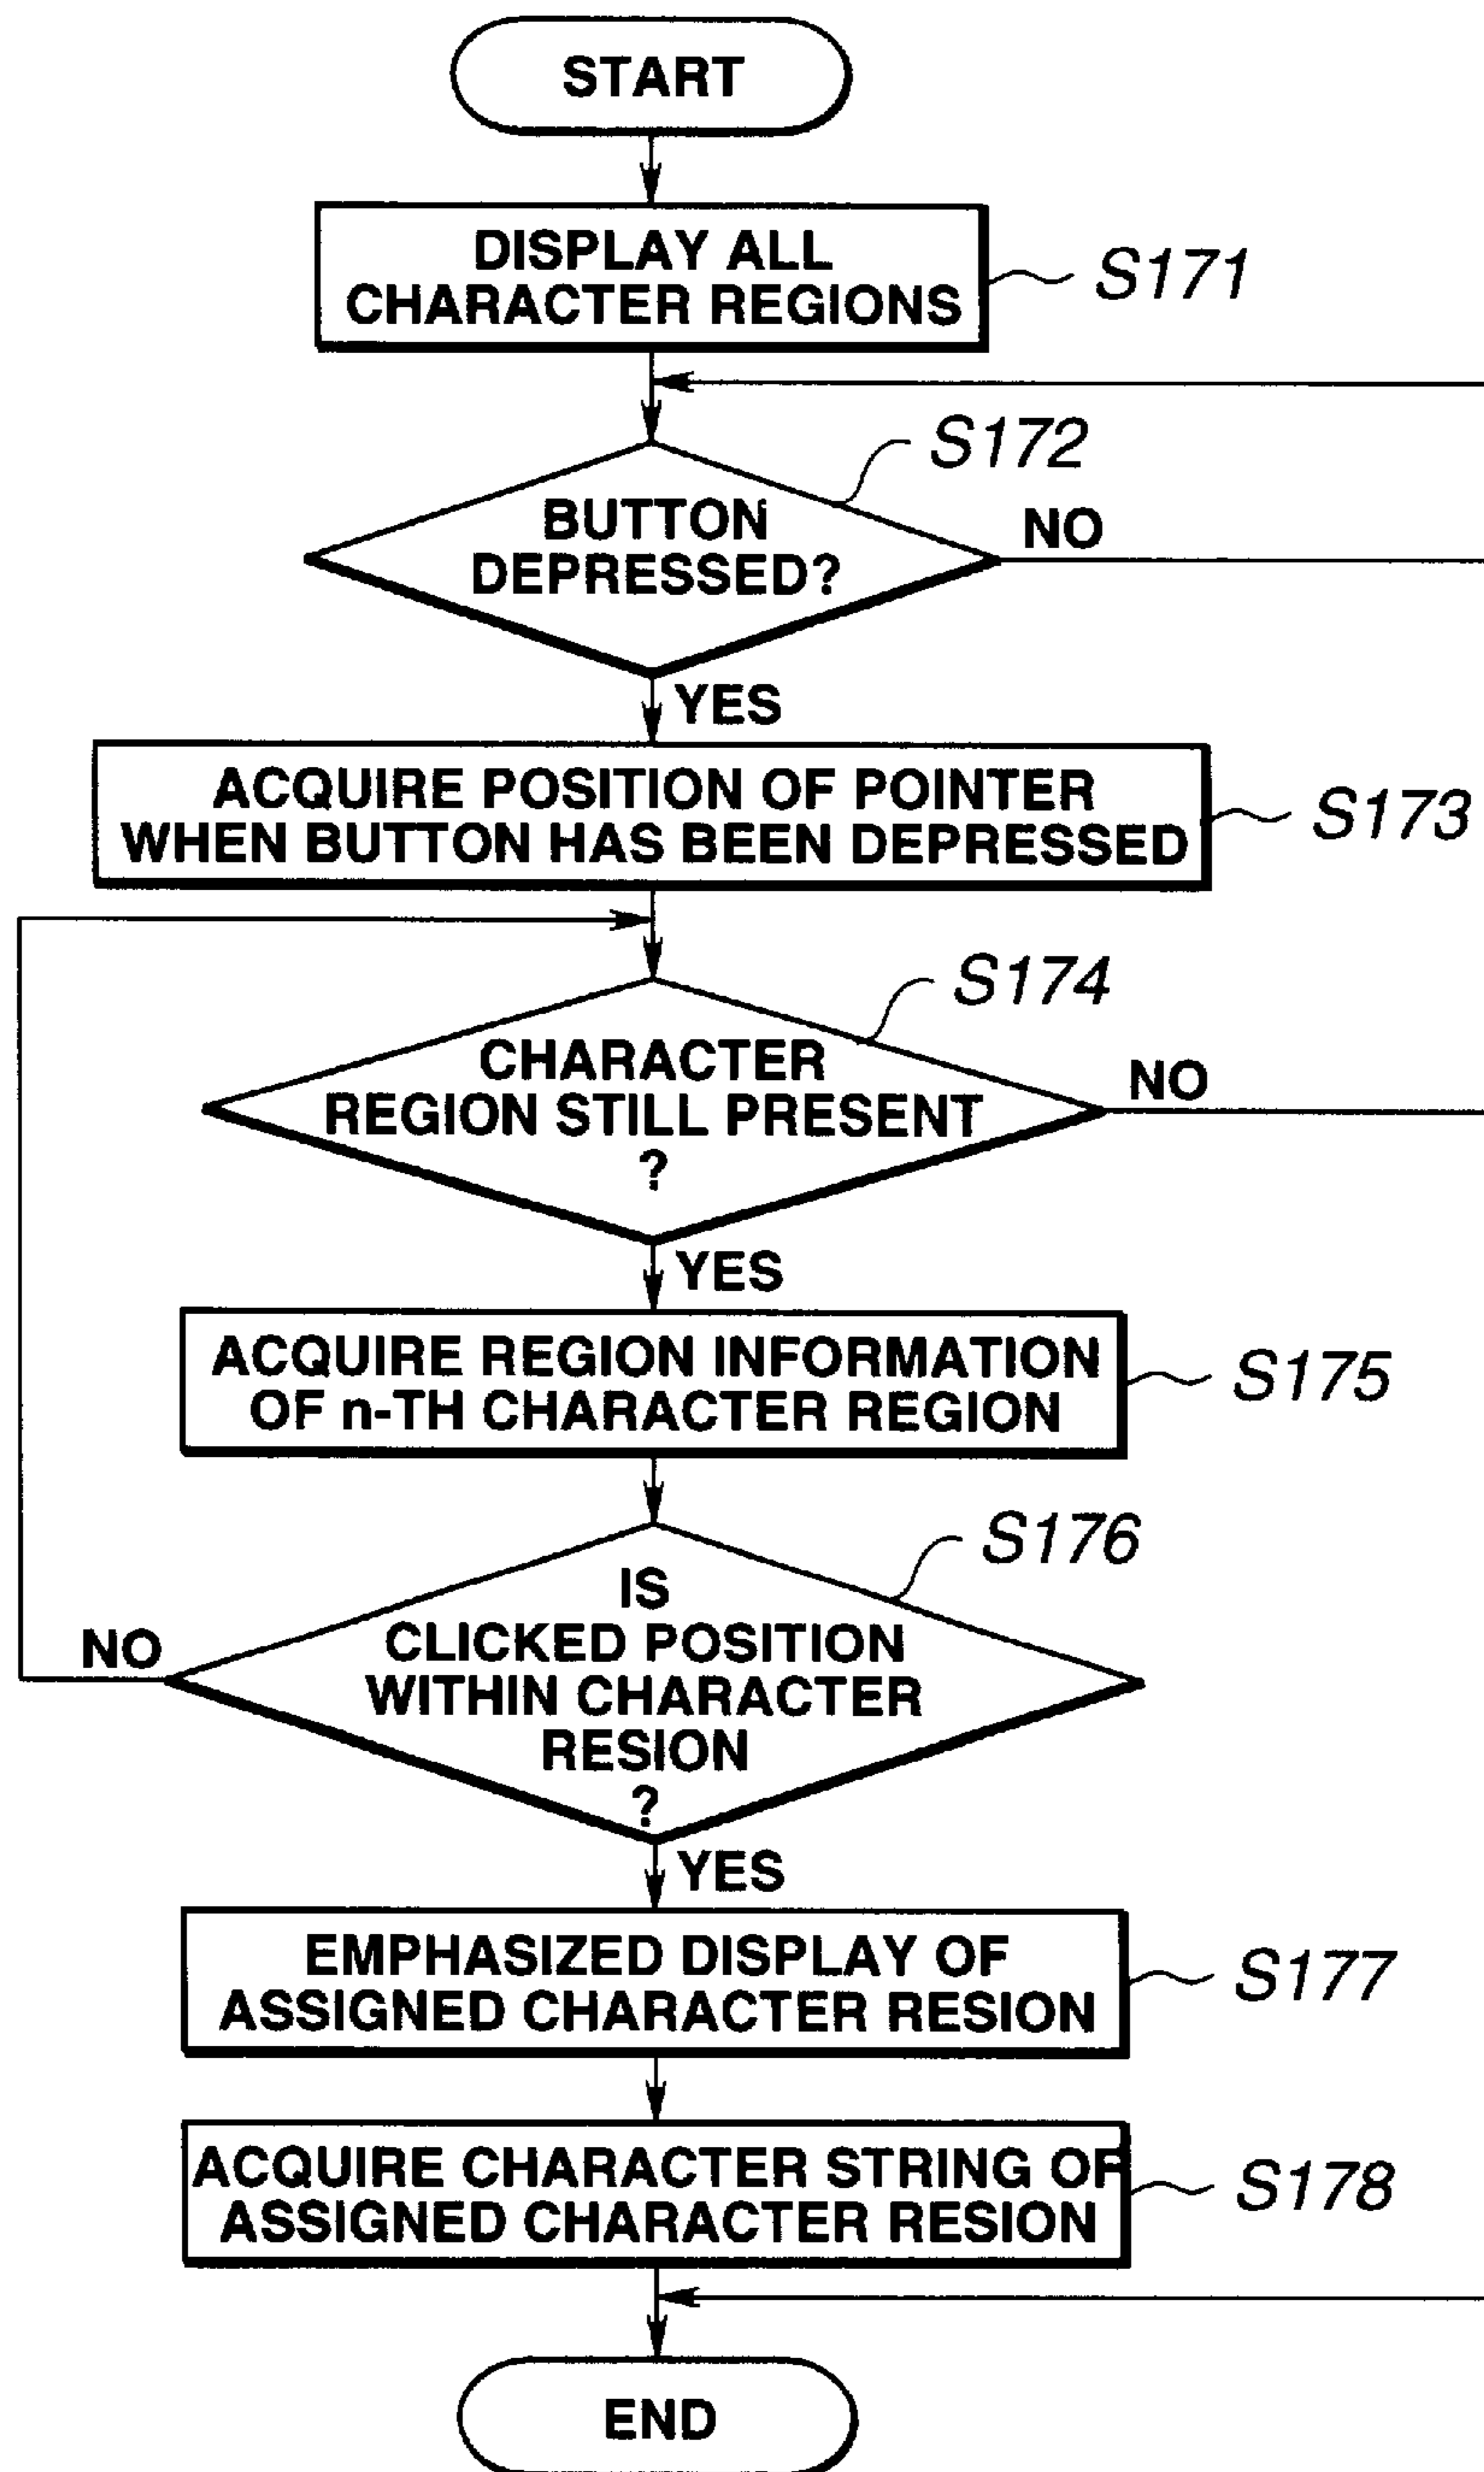 START
DISPLAY ALL
CHARACTER REGIONS
S171
S172
BUTTON
DEPRESSED?
NO
YES
ACQUIRE POSITION OF POINTER
WHEN BUTTON HAS BEEN DEPRESSED
S173
S174
CHARACTER
REGION STILL PRESENT
?
NO
YES
ACQUIRE REGION INFORMATION
OF n-TH CHARACTER REGION
S175
S176
IS
CLICKED POSITION
WITHIN CHARACTER
RESION
?
NO
YES
EMPHASIZED DISPLAY OF
ASSIGNED CHARACTER RESION
S177
ACQUIRE CHARACTER STRING OF
ASSIGNED CHARACTER RESION
S178
END